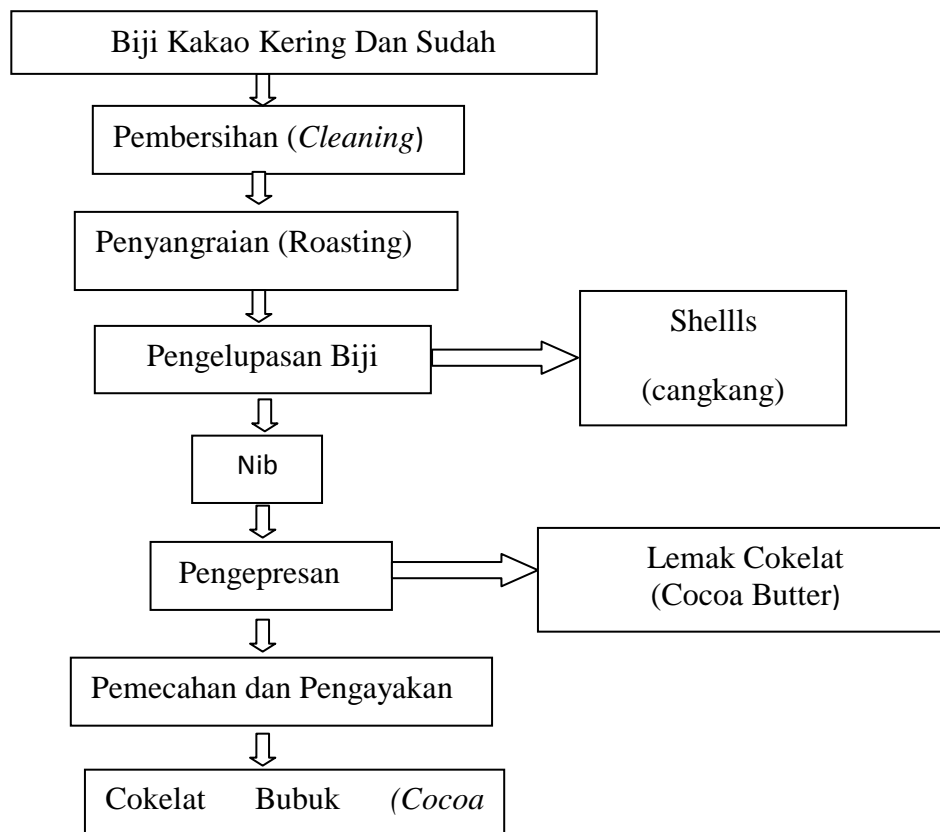 Biji Kakao Kering Dan Sudah
Pembersihan (Cleaning)
Penyangraian (Roasting)
Pengelupasan Biji
Shellls
(cangkang)
Nib
Pengepresan
Lemak Cokelat
(Cocoa Butter)
Pemecahan dan Pengayakan
Cokelat Bubuk (Cocoa